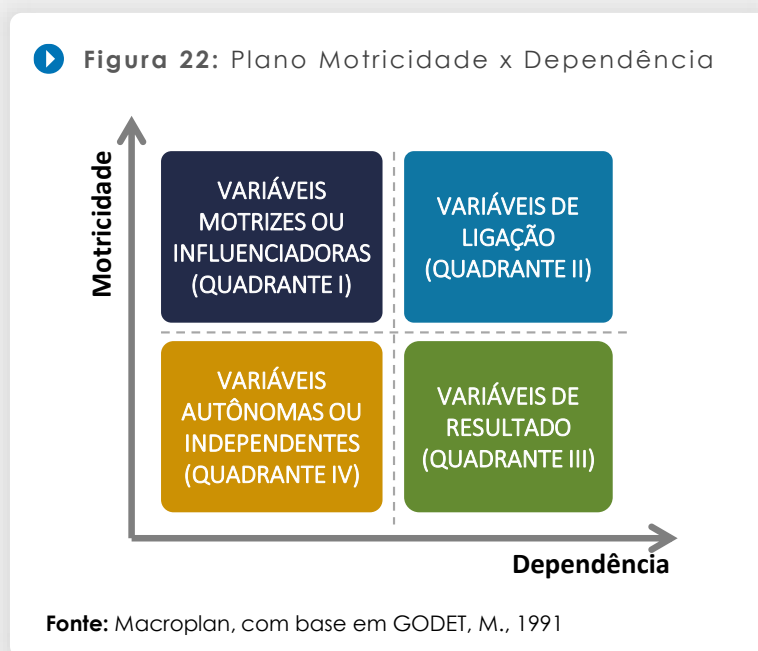 Figura 22: Plano Motricidade x Dependência
Motricidade
VARIÁVEIS
MOTRIZES OU
INFLUENCIADORAS
(QUADRANTE I)
VARIÁVEIS DE
LIGAÇÃO
(QUADRANTE II)
VARIÁVEIS
AUTÔNOMAS OU
INDEPENDENTES
(QUADRANTE IV)
VARIÁVEIS DE
RESULTADO
(QUADRANTE III)
Dependência
Fonte: Macroplan, com base em GODET, M., 1991